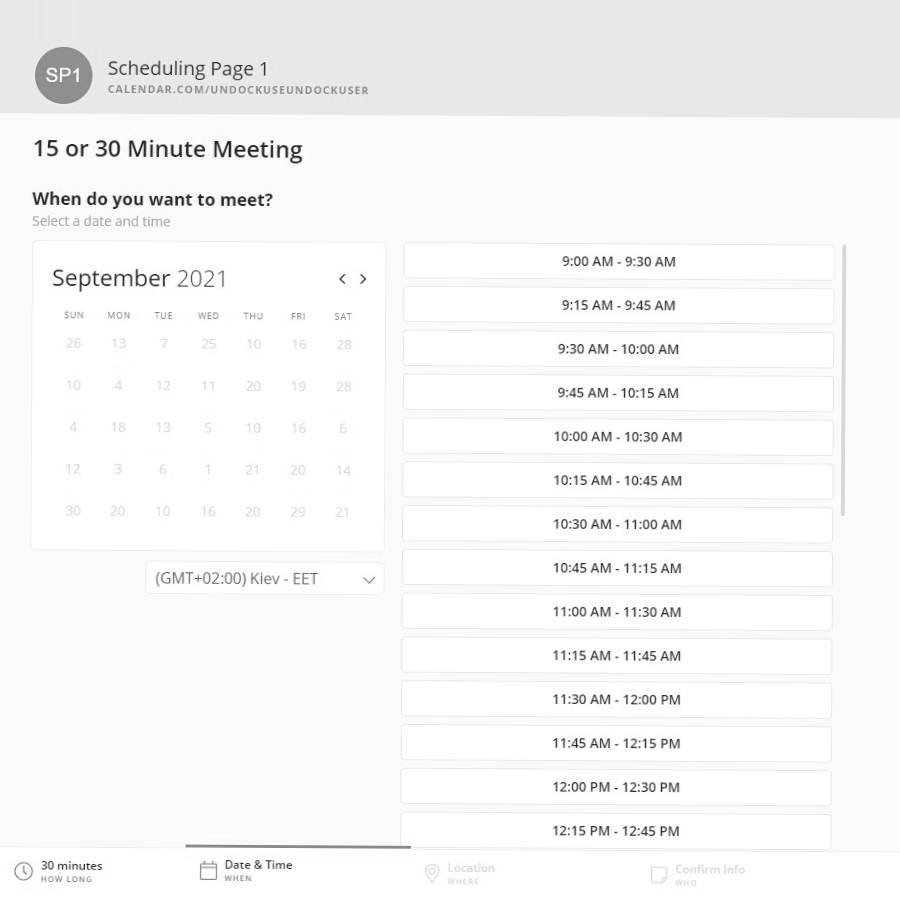 SP1
Scheduling Page 1
CALENDAR.COM/UNDOCKUSEUNDOCKUSER
15 or 30 Minute Meeting
When do you want to meet?
Select a date and time
September 2021
SUN MON TUE WED THU FRI SAT
26 13 7 25 10 16 28
10 4 12 11 20 19 28
4 18 13 5 10 16 6
12 3 6 1 21 20 14
30 20 10 16 20 29 21
(GMT+02:00) Kiev - EET
9:00 AM - 9:30 AM
9:15 AM - 9:45 AM
9:30 AM - 10:00 AM
9:45 AM - 10:15 AM
10:00 AM - 10:30 AM
10:15 AM - 10:45 AM
10:30 AM - 11:00 AM
10:45 AM - 11:15 AM
11:00 AM - 11:30 AM
11:15 AM - 11:45 AM
11:30 AM - 12:00 PM
11:45 AM - 12:15 PM
12:00 PM - 12:30 PM
12:15 PM - 12:45 PM
30 minutes
HOW LONG
Date & Time
WHEN
Location
WHERE
Confirm Info
WHO